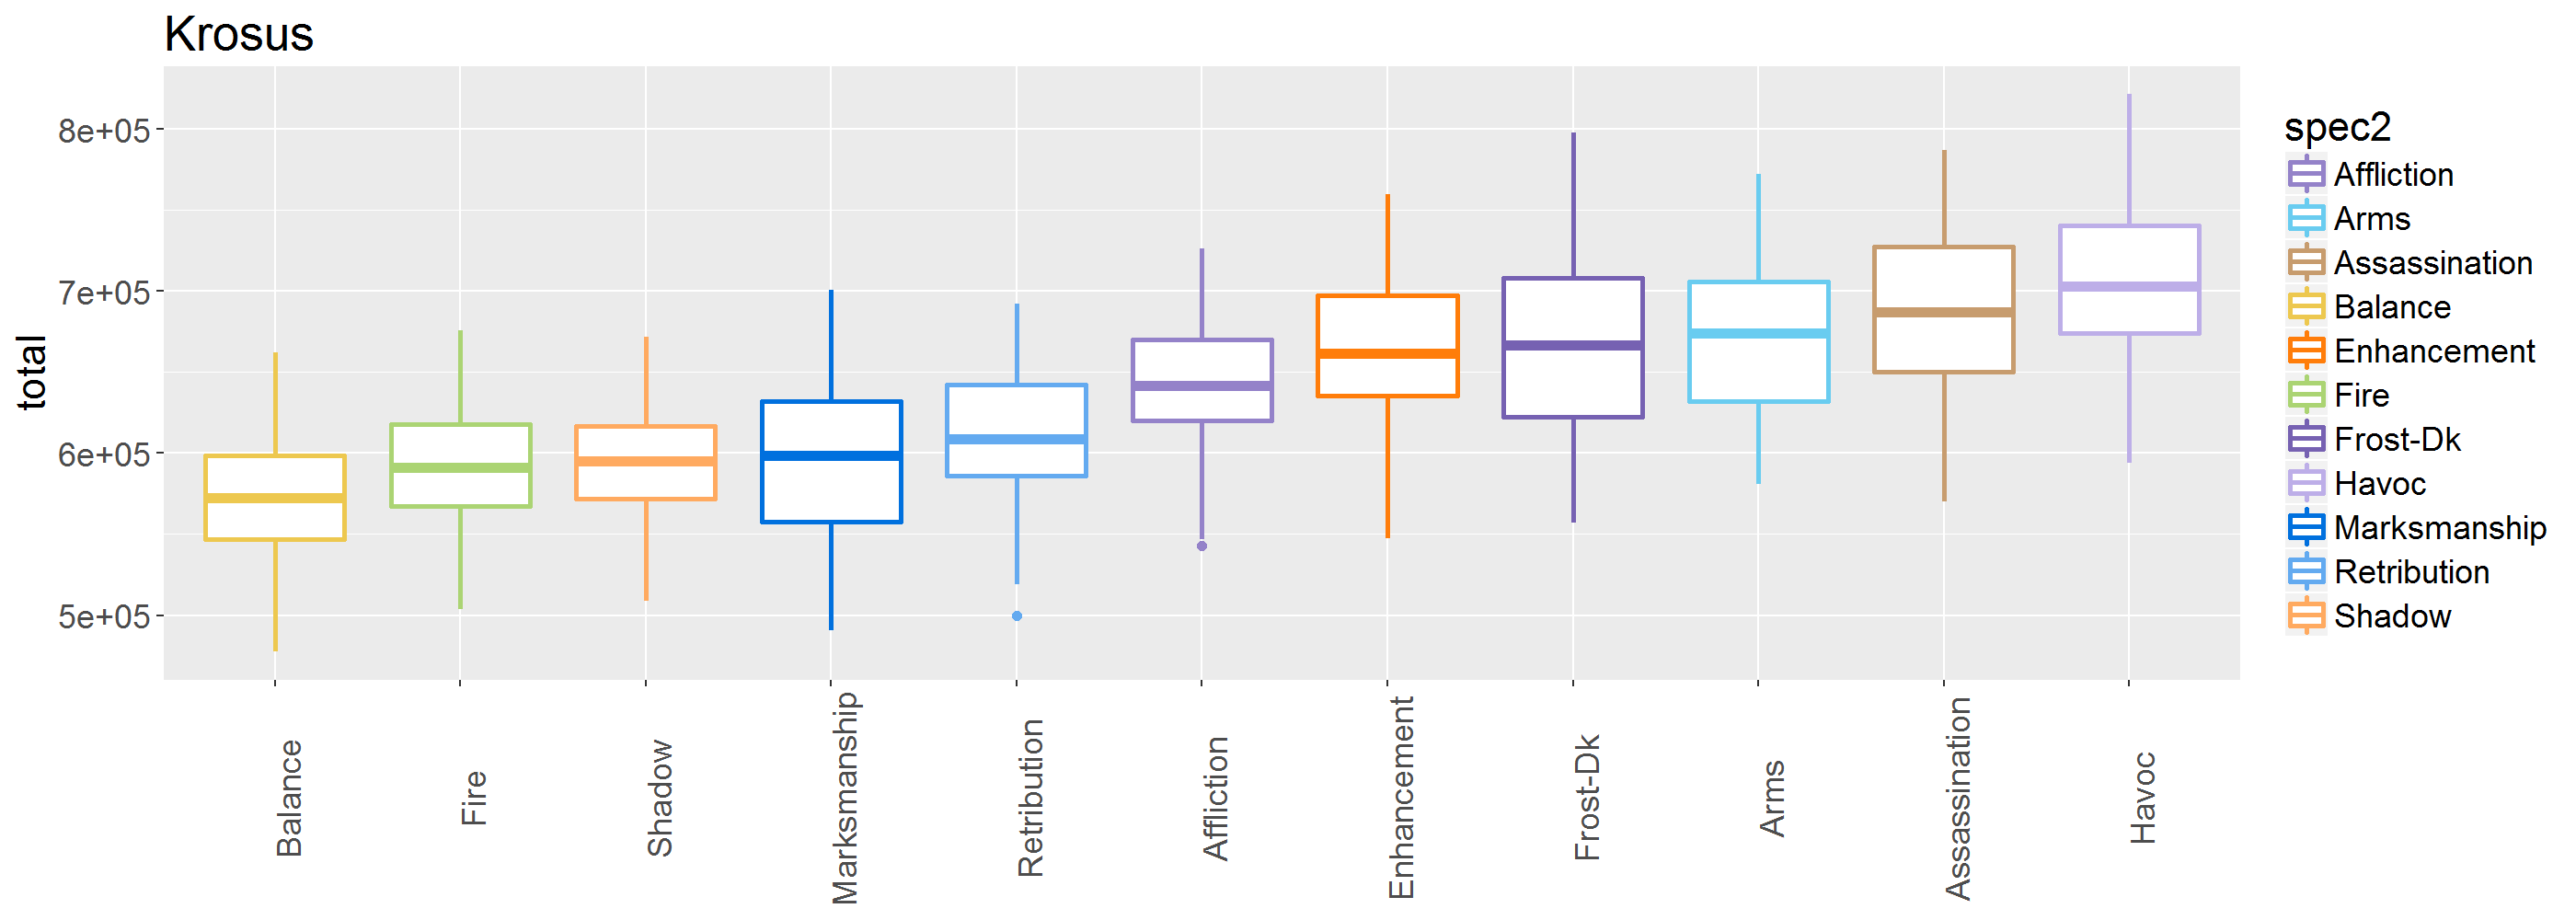 Krosus
total
8e+05
7e+05
6e+05
5e+05
Balance
Fire
Shadow
Marksmanship
Retribution
Affliction
Enhancement
Frost-Dk
Arms
Assassination
Havoc
spec2
Affliction
Arms
Assassination
Balance
Enhancement
Fire
Frost-Dk
Havoc
Marksmanship
Retribution
Shadow